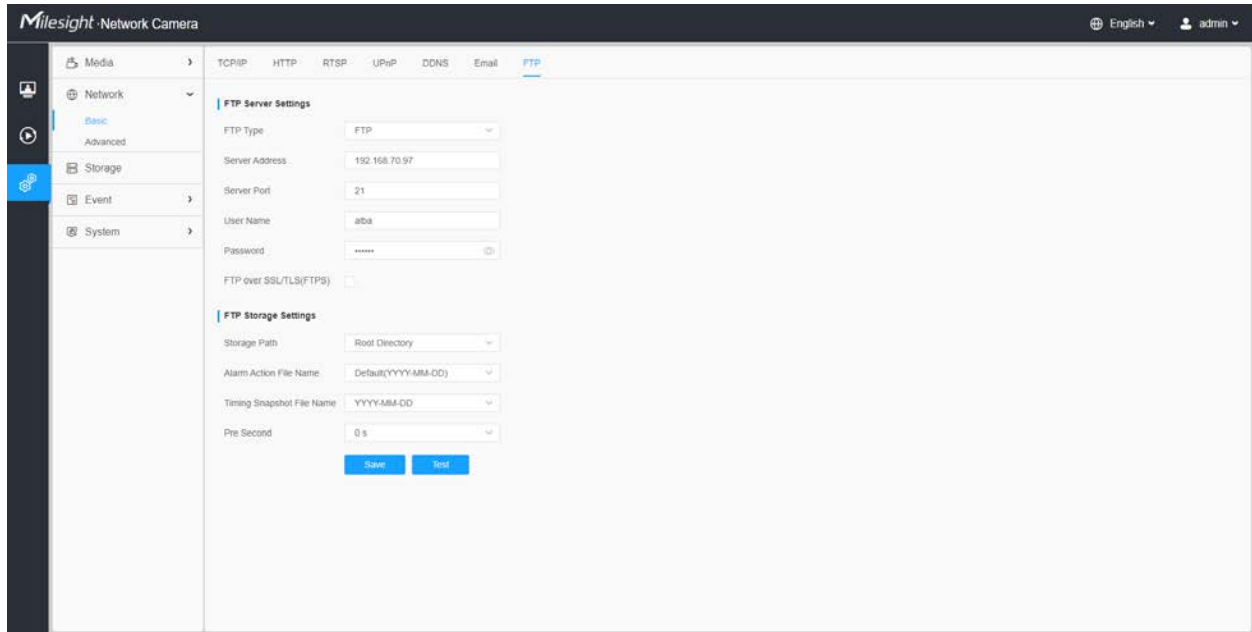 Milesight·Network Camera
English
admin
Media
Network
Basic
Advanced
Storage
Event
System
TCP/IP HTTP RTSP UPnP DDNS Email FTP
FTP Server Settings
FTP Type FTP
Server Address 192.168.70.97
Server Port 21
User Name alba
Password ••••••
FTP over SSL/TLS(FTPS)
FTP Storage Settings
Storage Path Root Directory
Alarm Action File Name Default(YYYY-MM-DD)
Timing Snapshot File Name YYYY-MM-DD
Pre Second 0 s
Save Test